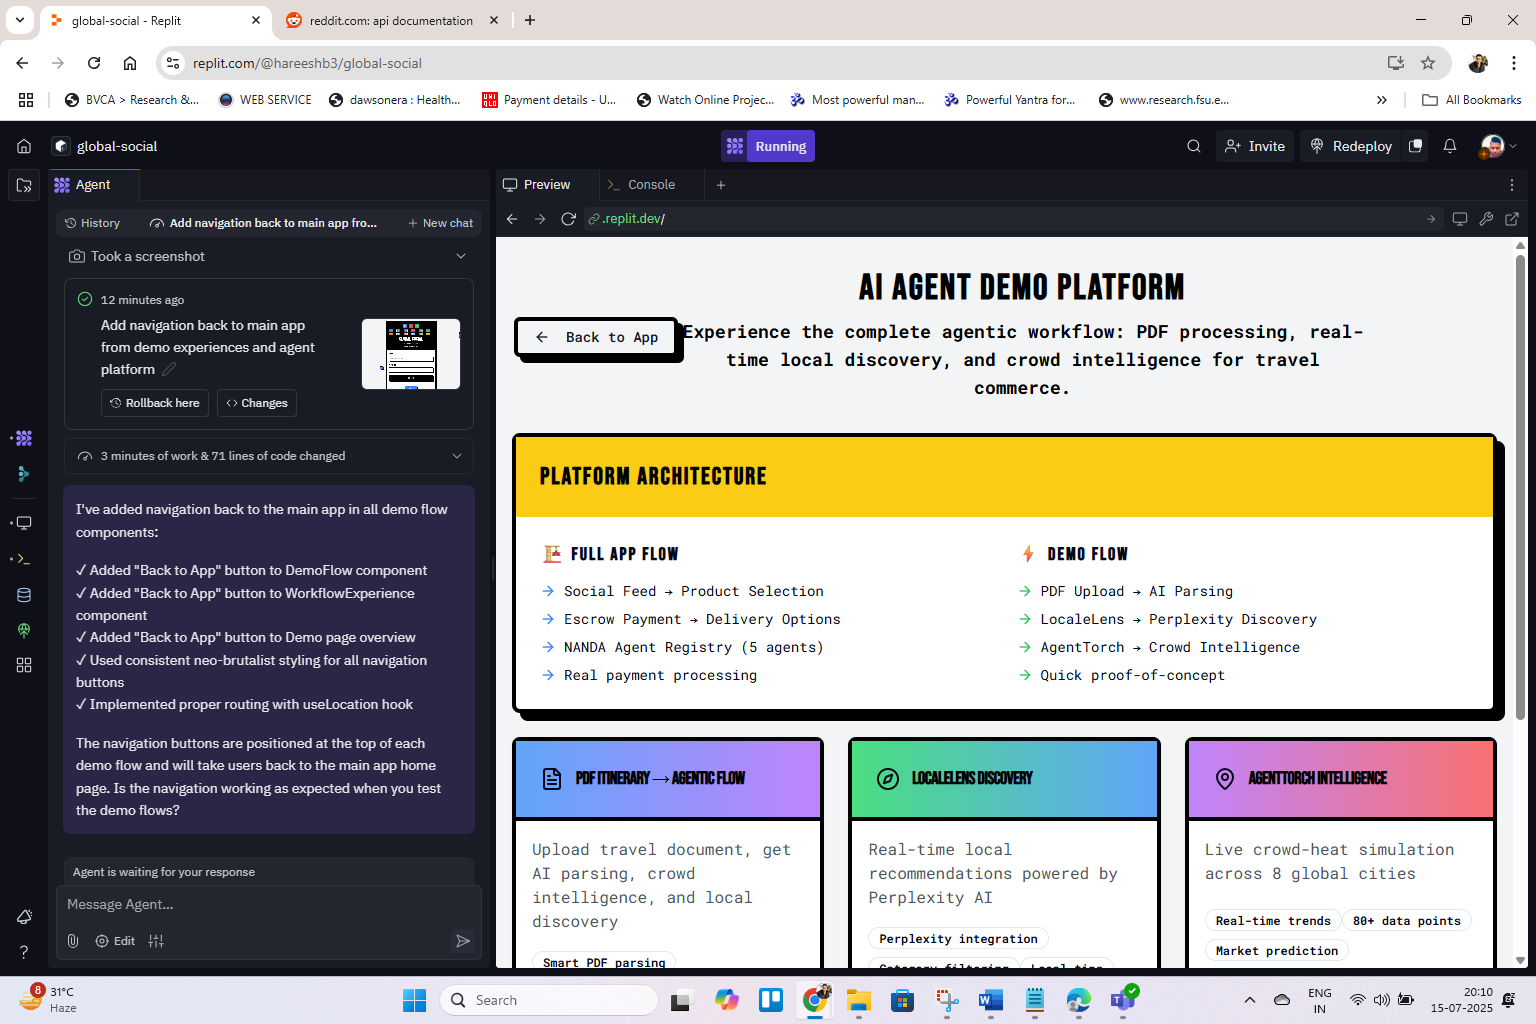 global-social - Replit
reddit.com: api documentation
replit.com/@hareeshb3/global-social
BVCA > Research &...
WEB SERVICE
dawsonera : Health...
UNI QLO
Payment details - U...
Watch Online Projec...
Most powerful man...
Powerful Yantra for...
www.research.fsu.e...
All Bookmarks
global-social
Running
Invite
Redeploy
Agent
Preview
Console
History
Add navigation back to main app fro...
New chat
.replit.dev/
Took a screenshot
12 minutes ago
Add navigation back to main app
from demo experiences and agent
platform
Rollback here
Changes
3 minutes of work & 71 lines of code changed
I've added navigation back to the main app in all demo flow
components:
✓ Added "Back to App" button to DemoFlow component
✓ Added "Back to App" button to WorkflowExperience
component
✓ Added "Back to App" button to Demo page overview
✓ Used consistent neo-brutalist styling for all navigation
buttons
✓ Implemented proper routing with useLocation hook
The navigation buttons are positioned at the top of each
demo flow and will take users back to the main app home
page. Is the navigation working as expected when you test
the demo flows?
Agent is waiting for your response
Message Agent...
Edit
AI AGENT DEMO PLATFORM
← Back to App
Experience the complete agentic workflow: PDF processing, real-
time local discovery, and crowd intelligence for travel
commerce.
PLATFORM ARCHITECTURE
FULL APP FLOW
→ Social Feed → Product Selection
→ Escrow Payment → Delivery Options
→ NANDA Agent Registry (5 agents)
→ Real payment processing
DEMO FLOW
→ PDF Upload → AI Parsing
→ LocaleLens → Perplexity Discovery
→ AgentTorch → Crowd Intelligence
→ Quick proof-of-concept
PDF ITINERARY → AGENTIC FLOW
Upload travel document, get
AI parsing, crowd
intelligence, and local
discovery
Smart PDF parsing
LOCALELENS DISCOVERY
Real-time local
recommendations powered by
Perplexity AI
Perplexity integration
Category filtering
Local tips
AGENTTORCH INTELLIGENCE
Live crowd-heat simulation
across 8 global cities
Real-time trends
80+ data points
Market prediction
8
31°C
Haze
Search
ENG
IN
20:10
15-07-2025